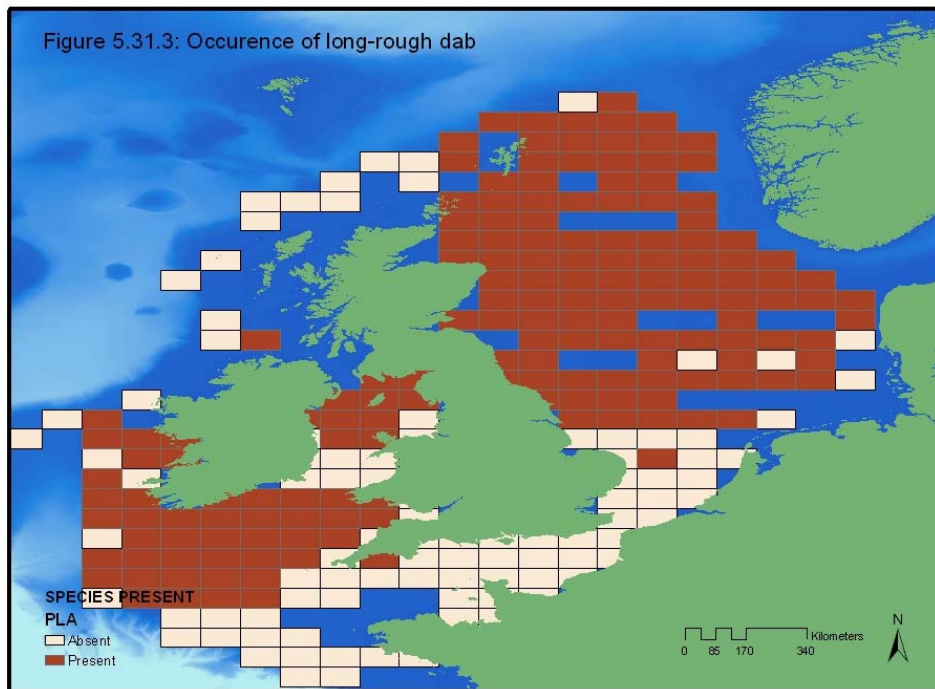 Figure 5.31.3: Occurence of long-rough dab
SPECIES PRESENT
PLA
Absent
Present
N
Kilometers
0 85 170 340